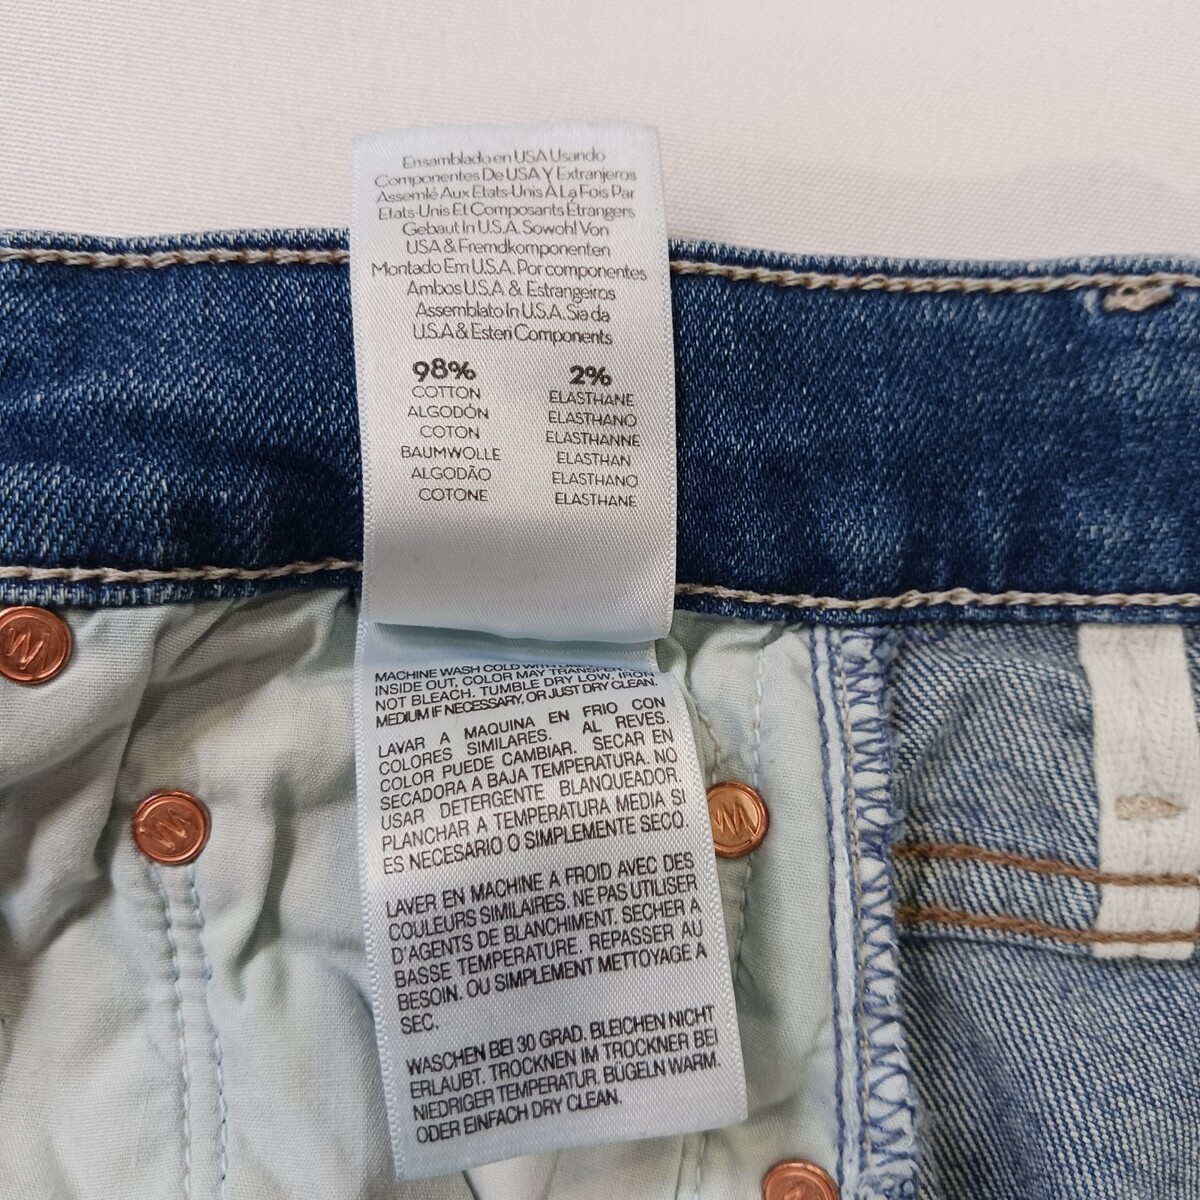 Ensamblado en USA Usando
Componentes De USA Y Extranjeros
Assemlé Aux Etats-Unis A La Fois Par
Etats-Unis Et Composants Étrangers
Gebaut In U.S.A. Sowohl Von
USA & Fremdkomponenten
Montado Em U.S.A. Por componentes
Ambos U.S.A. & Estrangeiros
Assemblato In U.S.A. Sia da
U.S.A & Esteri Components
98% 2%
COTTON ELASTHANE
ALGODÓN ELASTHANO
COTON ELASTHANNE
BAUMWOLLE ELASTHAN
ALGODÃO ELASTHANO
COTONE ELASTHANE
MACHINE WASH COLD WITH
INSIDE OUT. COLOR MAY TRANSFER. IRON
NOT BLEACH. TUMBLE DRY LOW. IRON
MEDIUM IF NECESSARY, OR JUST DRY CLEAN.
LAVAR A MAQUINA EN FRIO CON
COLORES SIMILARES. AL REVES.
COLOR PUEDE CAMBIAR. SECAR EN
SECADORA A BAJA TEMPERATURA. NO
USAR DETERGENTE BLANQUEADOR.
PLANCHAR A TEMPERATURA MEDIA SI
ES NECESARIO O SIMPLEMENTE SECO.
LAVER EN MACHINE A FROID AVEC DES
COULEURS SIMILAIRES. NE PAS UTILISER
D'AGENTS DE BLANCHIMENT. SECHER A
BASSE TEMPERATURE. REPASSER AU
BESOIN. OU SIMPLEMENT METTOYAGE A
SEC.
WASCHEN BEI 30 GRAD. BLEICHEN NICHT
ERLAUBT. TROCKNEN IM TROCKNER BEI
NIEDRIGER TEMPERATUR. BÜGELN WARM.
ODER EINFACH DRY CLEAN.